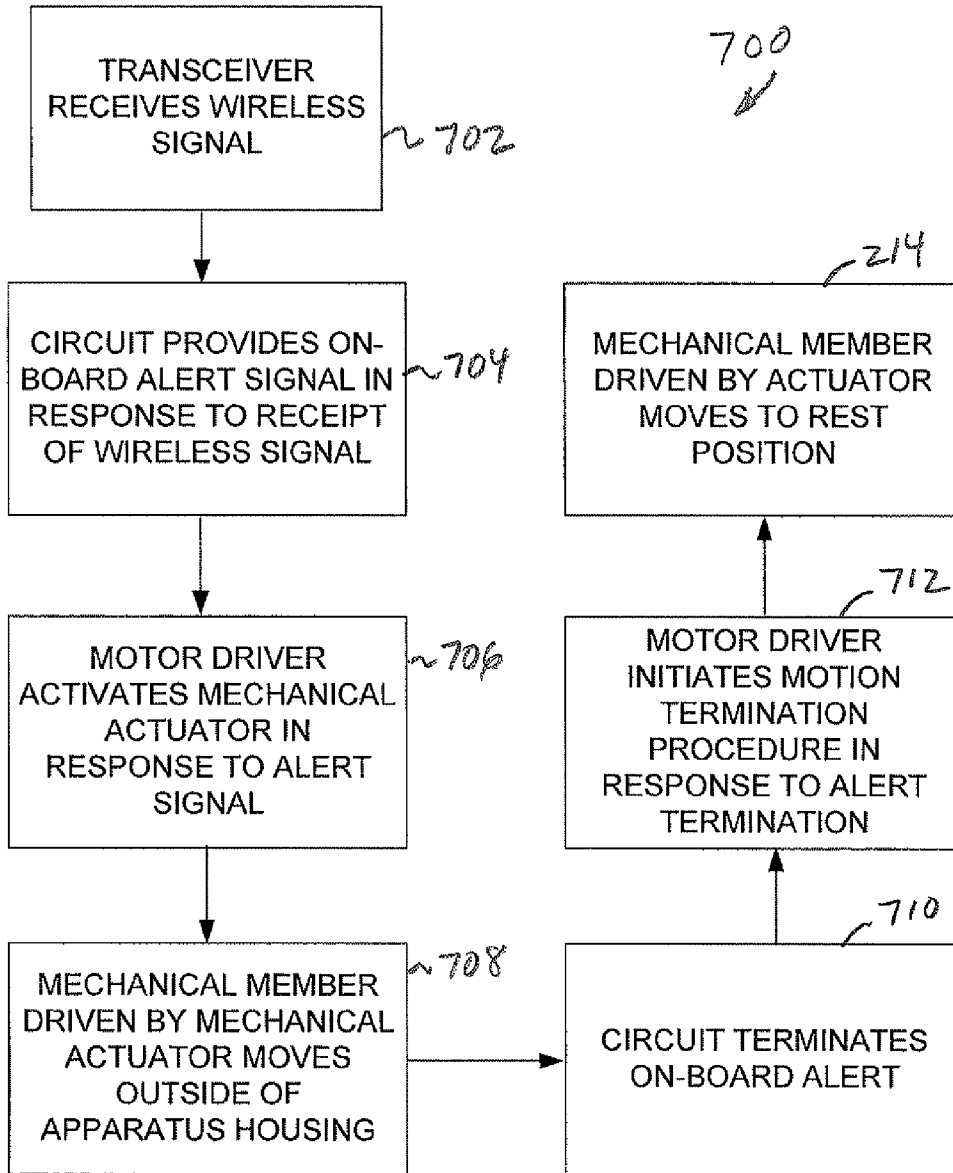 700
TRANSCEIVER
RECEIVES WIRELESS
SIGNAL
702
CIRCUIT PROVIDES ON-
BOARD ALERT SIGNAL IN
RESPONSE TO RECEIPT
OF WIRELESS SIGNAL
704
MOTOR DRIVER
ACTIVATES MECHANICAL
ACTUATOR IN
RESPONSE TO ALERT
SIGNAL
706
MECHANICAL MEMBER
DRIVEN BY MECHANICAL
ACTUATOR MOVES
OUTSIDE OF
APPARATUS HOUSING
708
710
CIRCUIT TERMINATES
ON-BOARD ALERT
712
MOTOR DRIVER
INITIATES MOTION
TERMINATION
PROCEDURE IN
RESPONSE TO ALERT
TERMINATION
214
MECHANICAL MEMBER
DRIVEN BY ACTUATOR
MOVES TO REST
POSITION